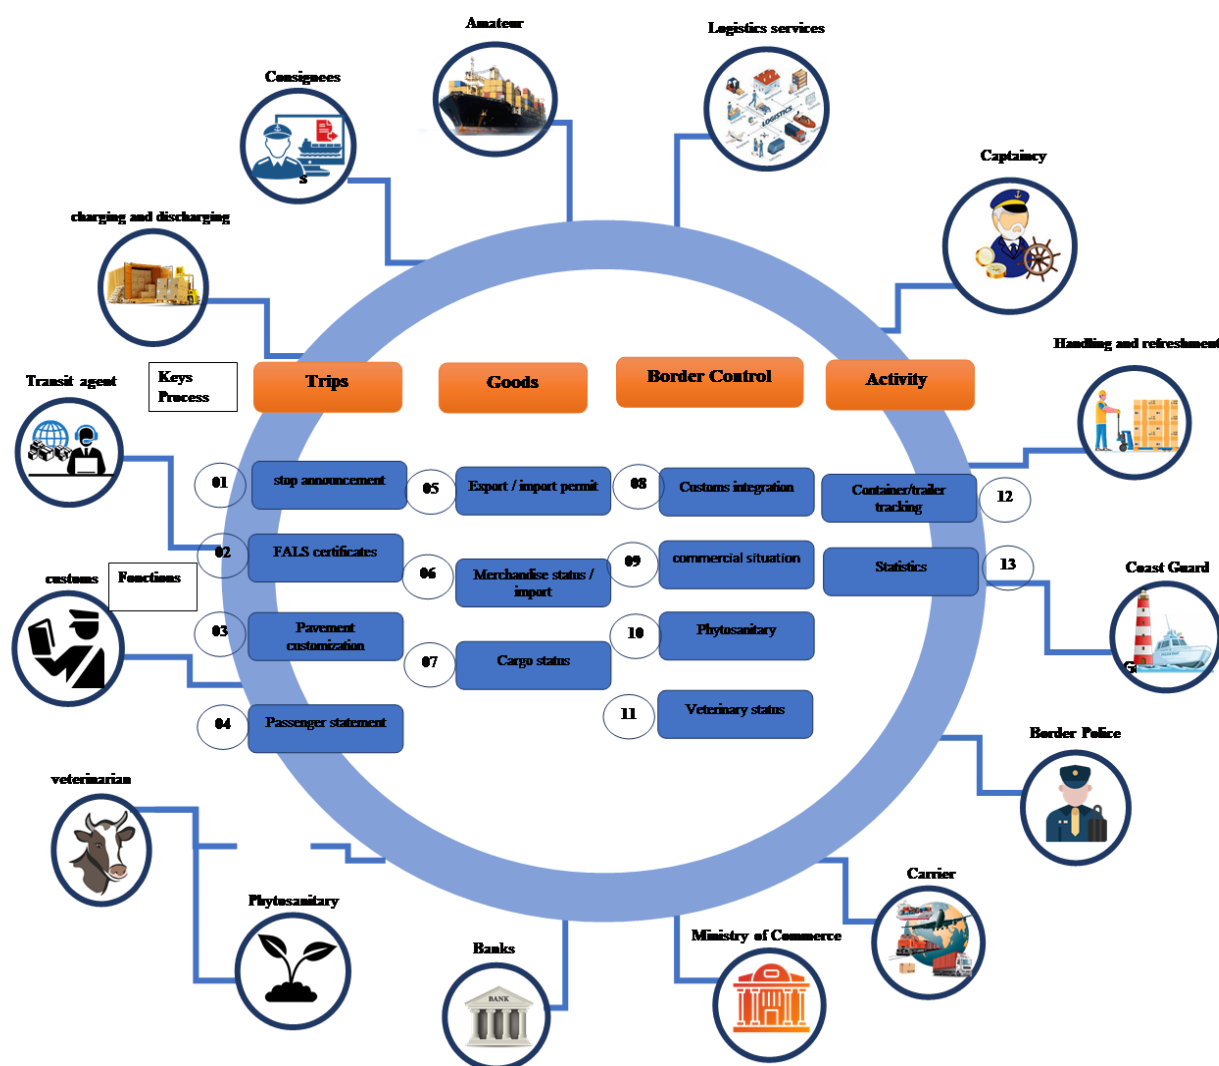 Amateur
Logistics services
Consignees
LOGISTICS
s
Captaincy
charging and discharging
Handling and refreshment
Transit agent
Keys
Process
Trips
Goods
Border Control
Activity
01
stop announcement
05
Export / import permit
08
Customs integration
Container/trailer
tracking
12
02
FALS certificates
06
Merchandise status /
import
09
commercial situation
Statistics
13
customs
Fonctions
Coast Guard
G
03
Pavement
customization
07
Cargo status
10
Phytosanitary
04
Passenger statement
11
Veterinary status
Border Police
veterinarian
Phytosanitary
Carrier
Banks
BANK
Ministry of Commerce